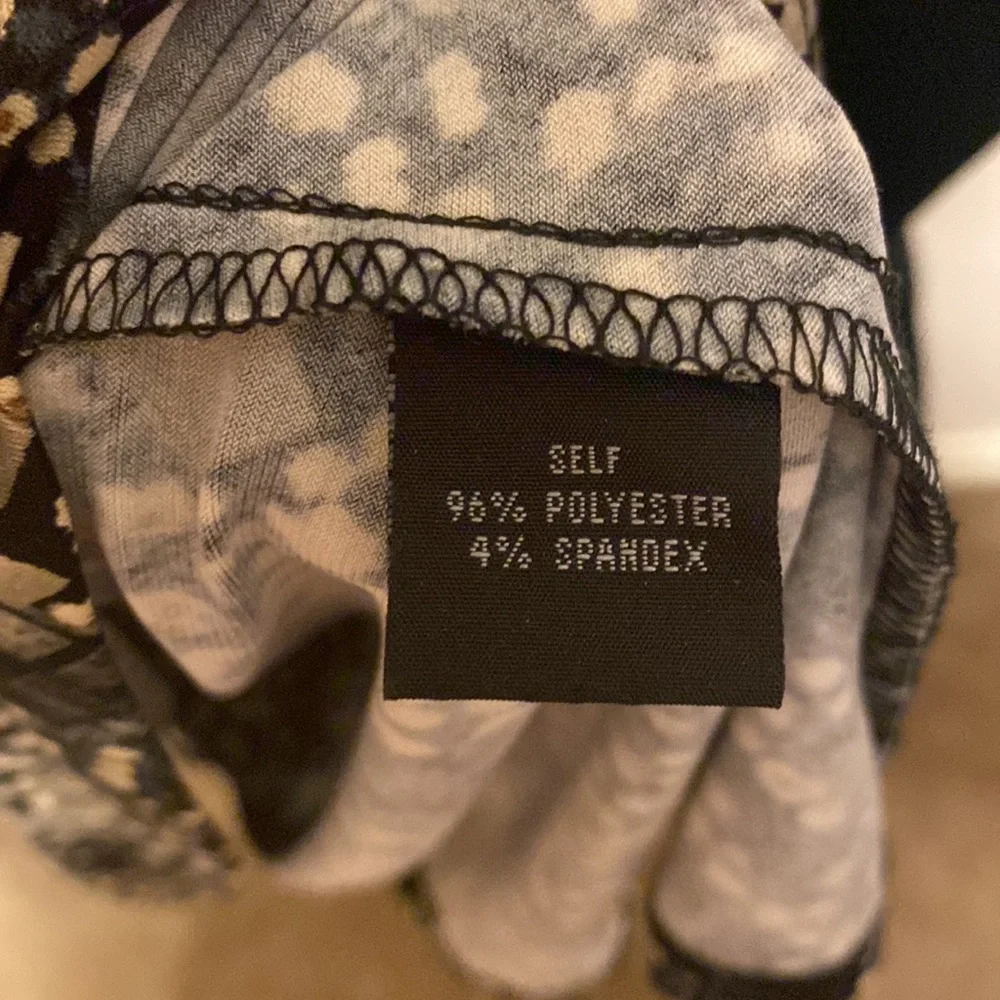 SELF
96% POLYESTER
4% SPANDEX